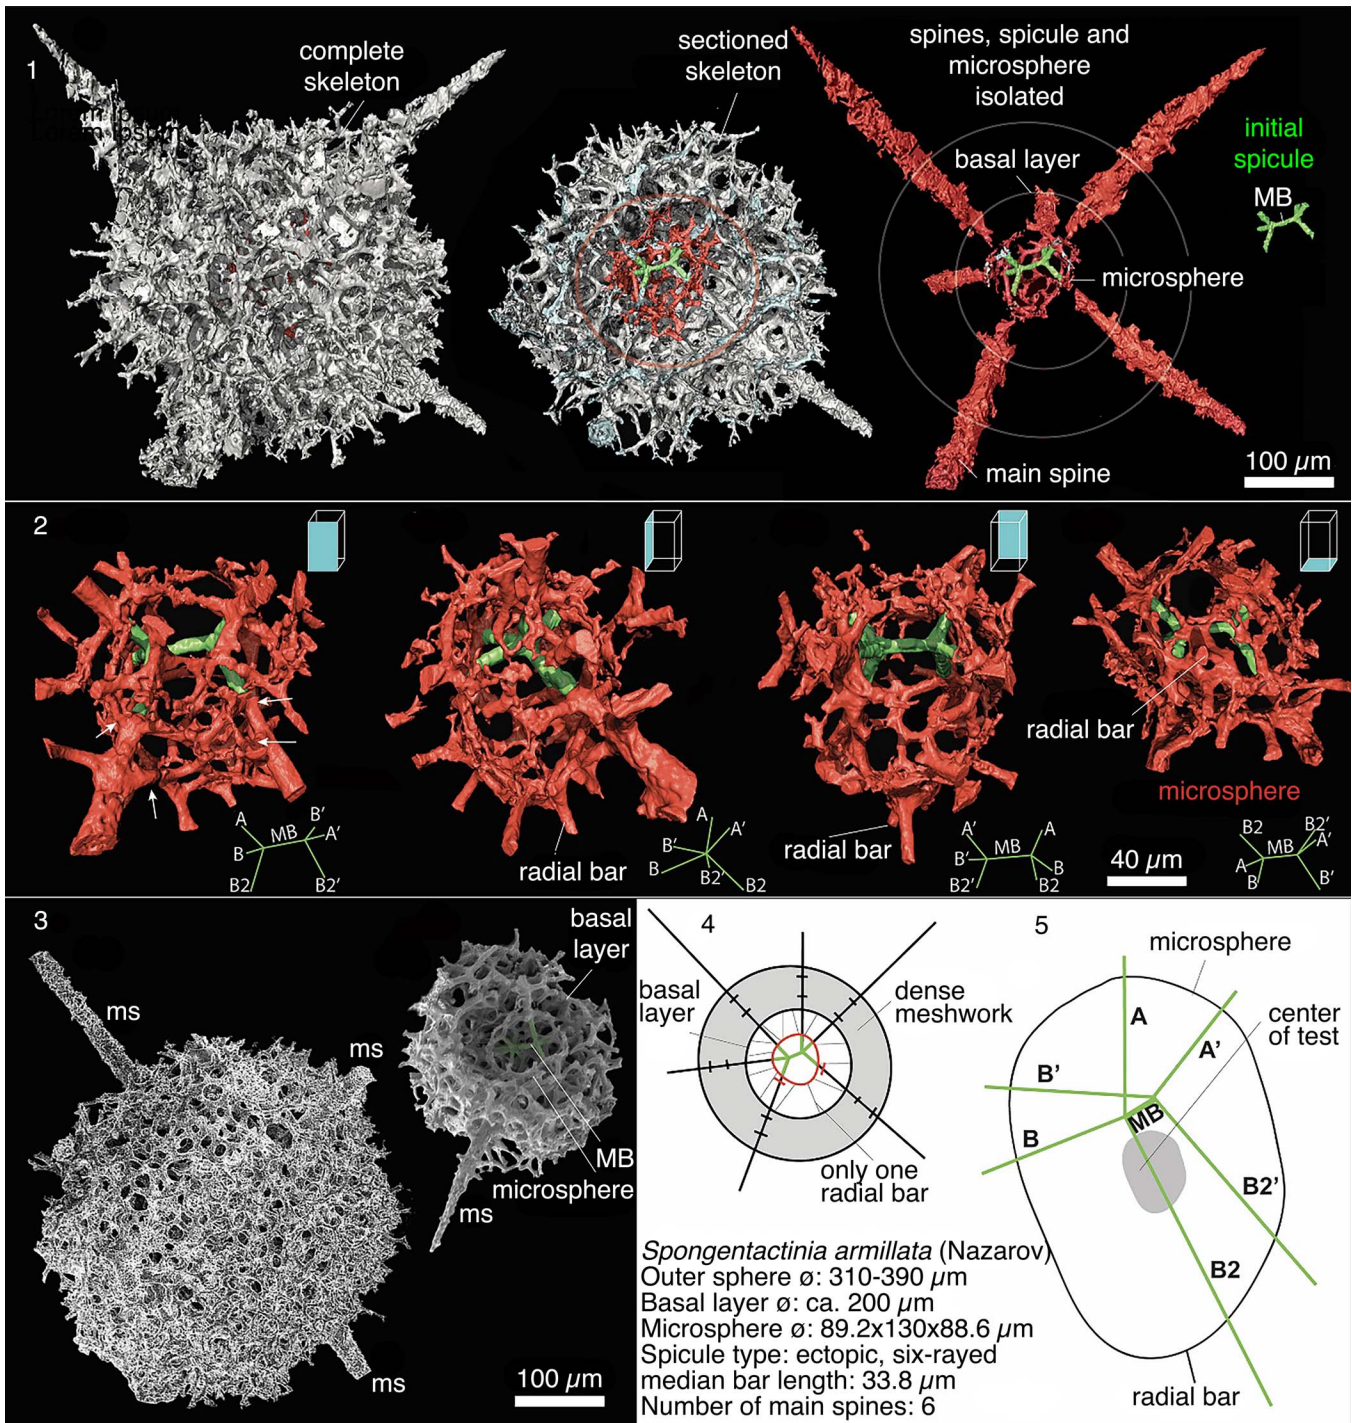 1
complete
skeleton
Lorem Ipsum
Lorem Ipsum
sectioned
skeleton
spines, spicule and
microsphere
isolated
basal layer
initial
spicule
MB
microsphere
main spine
100 µm
2
radial bar
radial bar
radial bar
microsphere
A
MB
B'
A'
B
B2
B2'
A
A'
B'
B
B2'
B2
A'
A
MB
B'
B
B2'
B2
40 µm
B2
B2'
A'
MB
A
B
B'
3
basal
layer
ms
ms
MB
microsphere
ms
ms
100 µm
4
basal
layer
dense
meshwork
only one
radial bar
Spongentactinia armillata (Nazarov)
Outer sphere ø: 310-390 µm
Basal layer ø: ca. 200 µm
Microsphere ø: 89.2x130x88.6 µm
Spicule type: ectopic, six-rayed
median bar length: 33.8 µm
Number of main spines: 6
5
microsphere
center
of test
A
A'
B'
MB
B
B2'
B2
radial bar